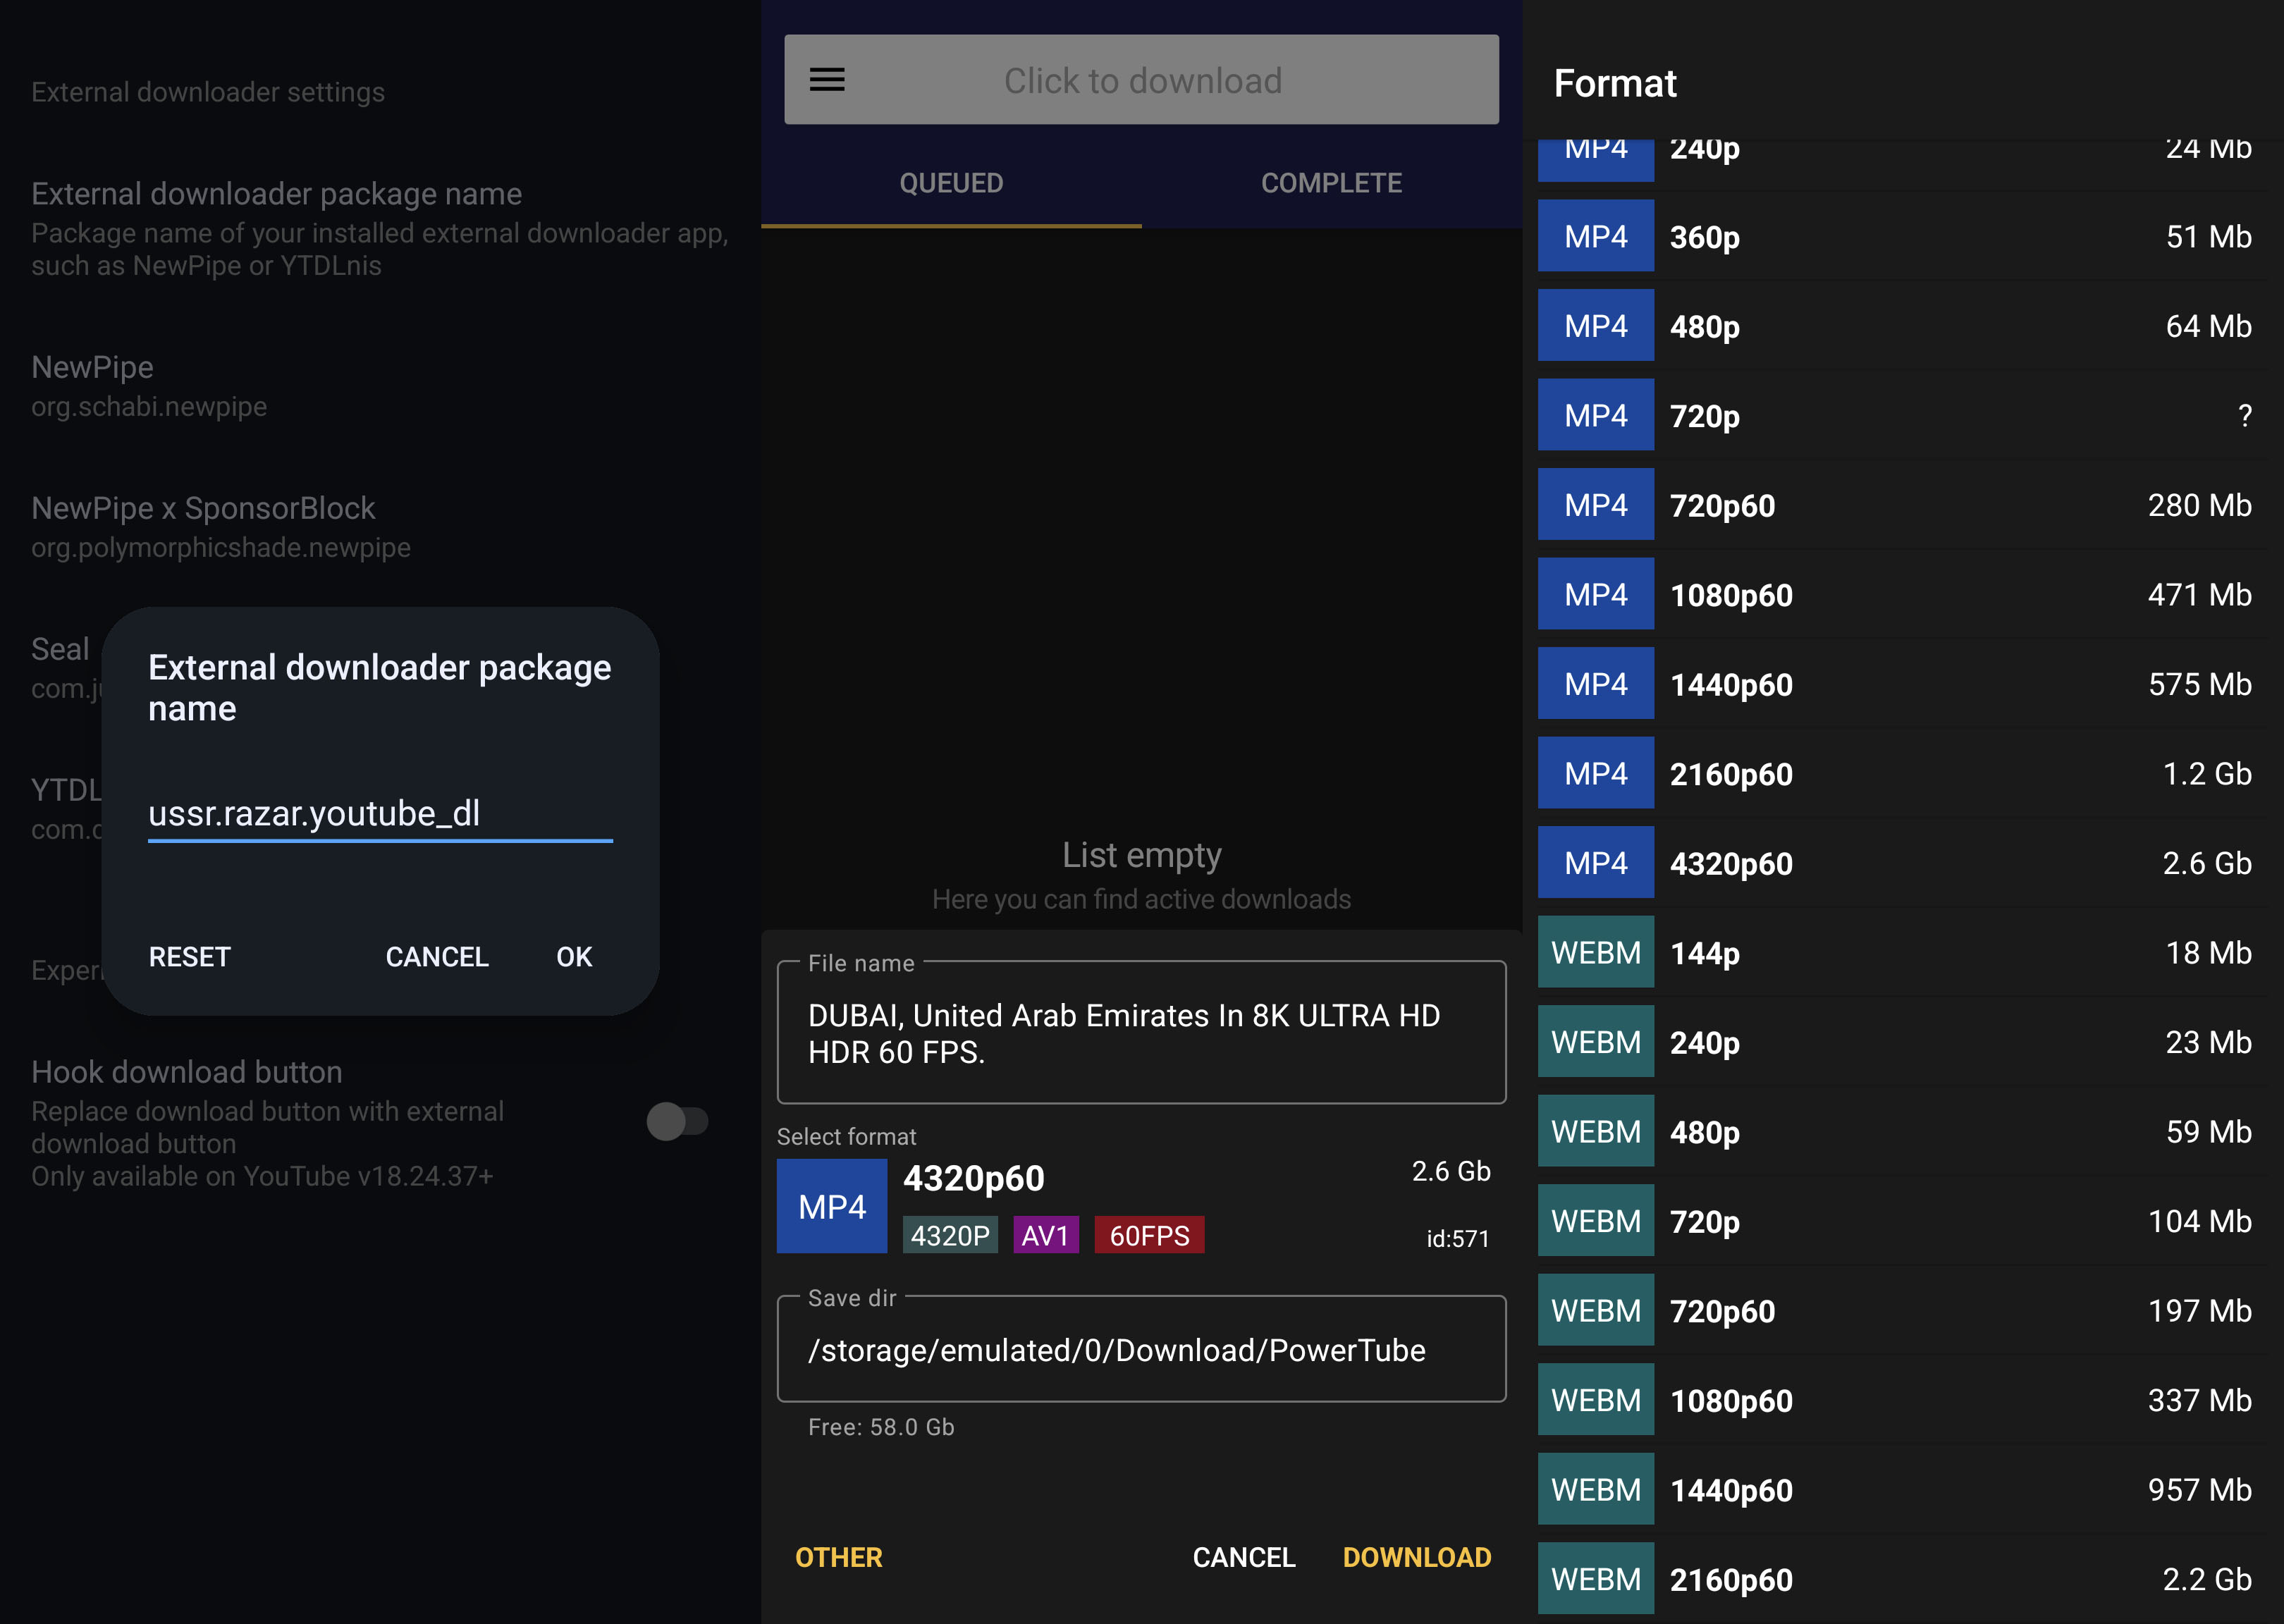 External downloader settings
External downloader package name
Package name of your installed external downloader app,
such as NewPipe or YTDLnis
NewPipe
org.schabi.newpipe
NewPipe x SponsorBlock
org.polymorphicshade.newpipe
Seal
External downloader package
name
ussr.razar.youtube_dl
RESET
CANCEL
OK
Hook download button
Replace download button with external
download button
Only available on YouTube v18.24.37+
Click to download
QUEUED
COMPLETE
List empty
Here you can find active downloads
File name
DUBAI, United Arab Emirates In 8K ULTRA HD
HDR 60 FPS.
Select format
MP4
4320p60
2.6 Gb
4320P
AV1
60FPS
id:571
Save dir
/storage/emulated/0/Download/PowerTube
Free: 58.0 Gb
OTHER
CANCEL
DOWNLOAD
Format
MP4 240p 24 Mb
MP4 360p 51 Mb
MP4 480p 64 Mb
MP4 720p ?
MP4 720p60 280 Mb
MP4 1080p60 471 Mb
MP4 1440p60 575 Mb
MP4 2160p60 1.2 Gb
MP4 4320p60 2.6 Gb
WEBM 144p 18 Mb
WEBM 240p 23 Mb
WEBM 480p 59 Mb
WEBM 720p 104 Mb
WEBM 720p60 197 Mb
WEBM 1080p60 337 Mb
WEBM 1440p60 957 Mb
WEBM 2160p60 2.2 Gb